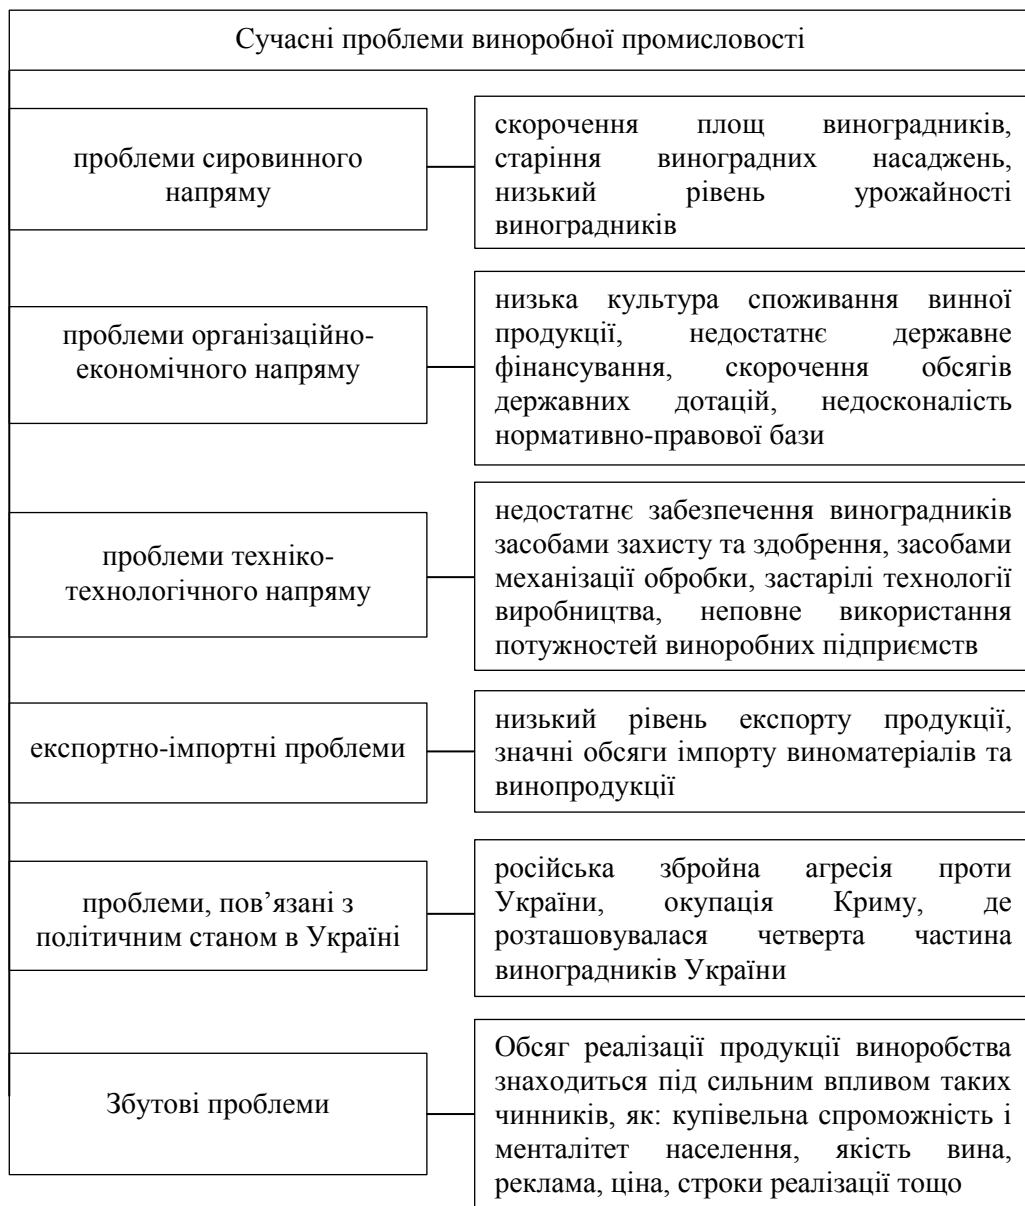 Сучасні проблеми виноробної промисловості
проблеми сировинного
напряму
скорочення площ виноградників,
старіння виноградних насаджень,
низький рівень урожайності
виноградників
проблеми організаційно-
економічного напряму
низька культура споживання винної
продукції, недостатнє державне
фінансування, скорочення обсягів
державних дотацій, недосконалість
нормативно-правової бази
проблеми техніко-
технологічного напряму
недостатнє забезпечення виноградників
засобами захисту та здобрення, засобами
механізації обробки, застарілі технології
виробництва, неповне використання
потужностей виноробних підприємств
експортно-імпортні проблеми
низький рівень експорту продукції,
значні обсяги імпорту виноматеріалів та
винопродукції
проблеми, пов’язані з
політичним станом в Україні
російська збройна агресія проти
України, окупація Криму, де
розташовувалася четверта частина
виноградників України
Збутові проблеми
Обсяг реалізації продукції виноробства
знаходиться під сильним впливом таких
чинників, як: купівельна спроможність і
менталітет населення, якість вина,
реклама, ціна, строки реалізації тощо